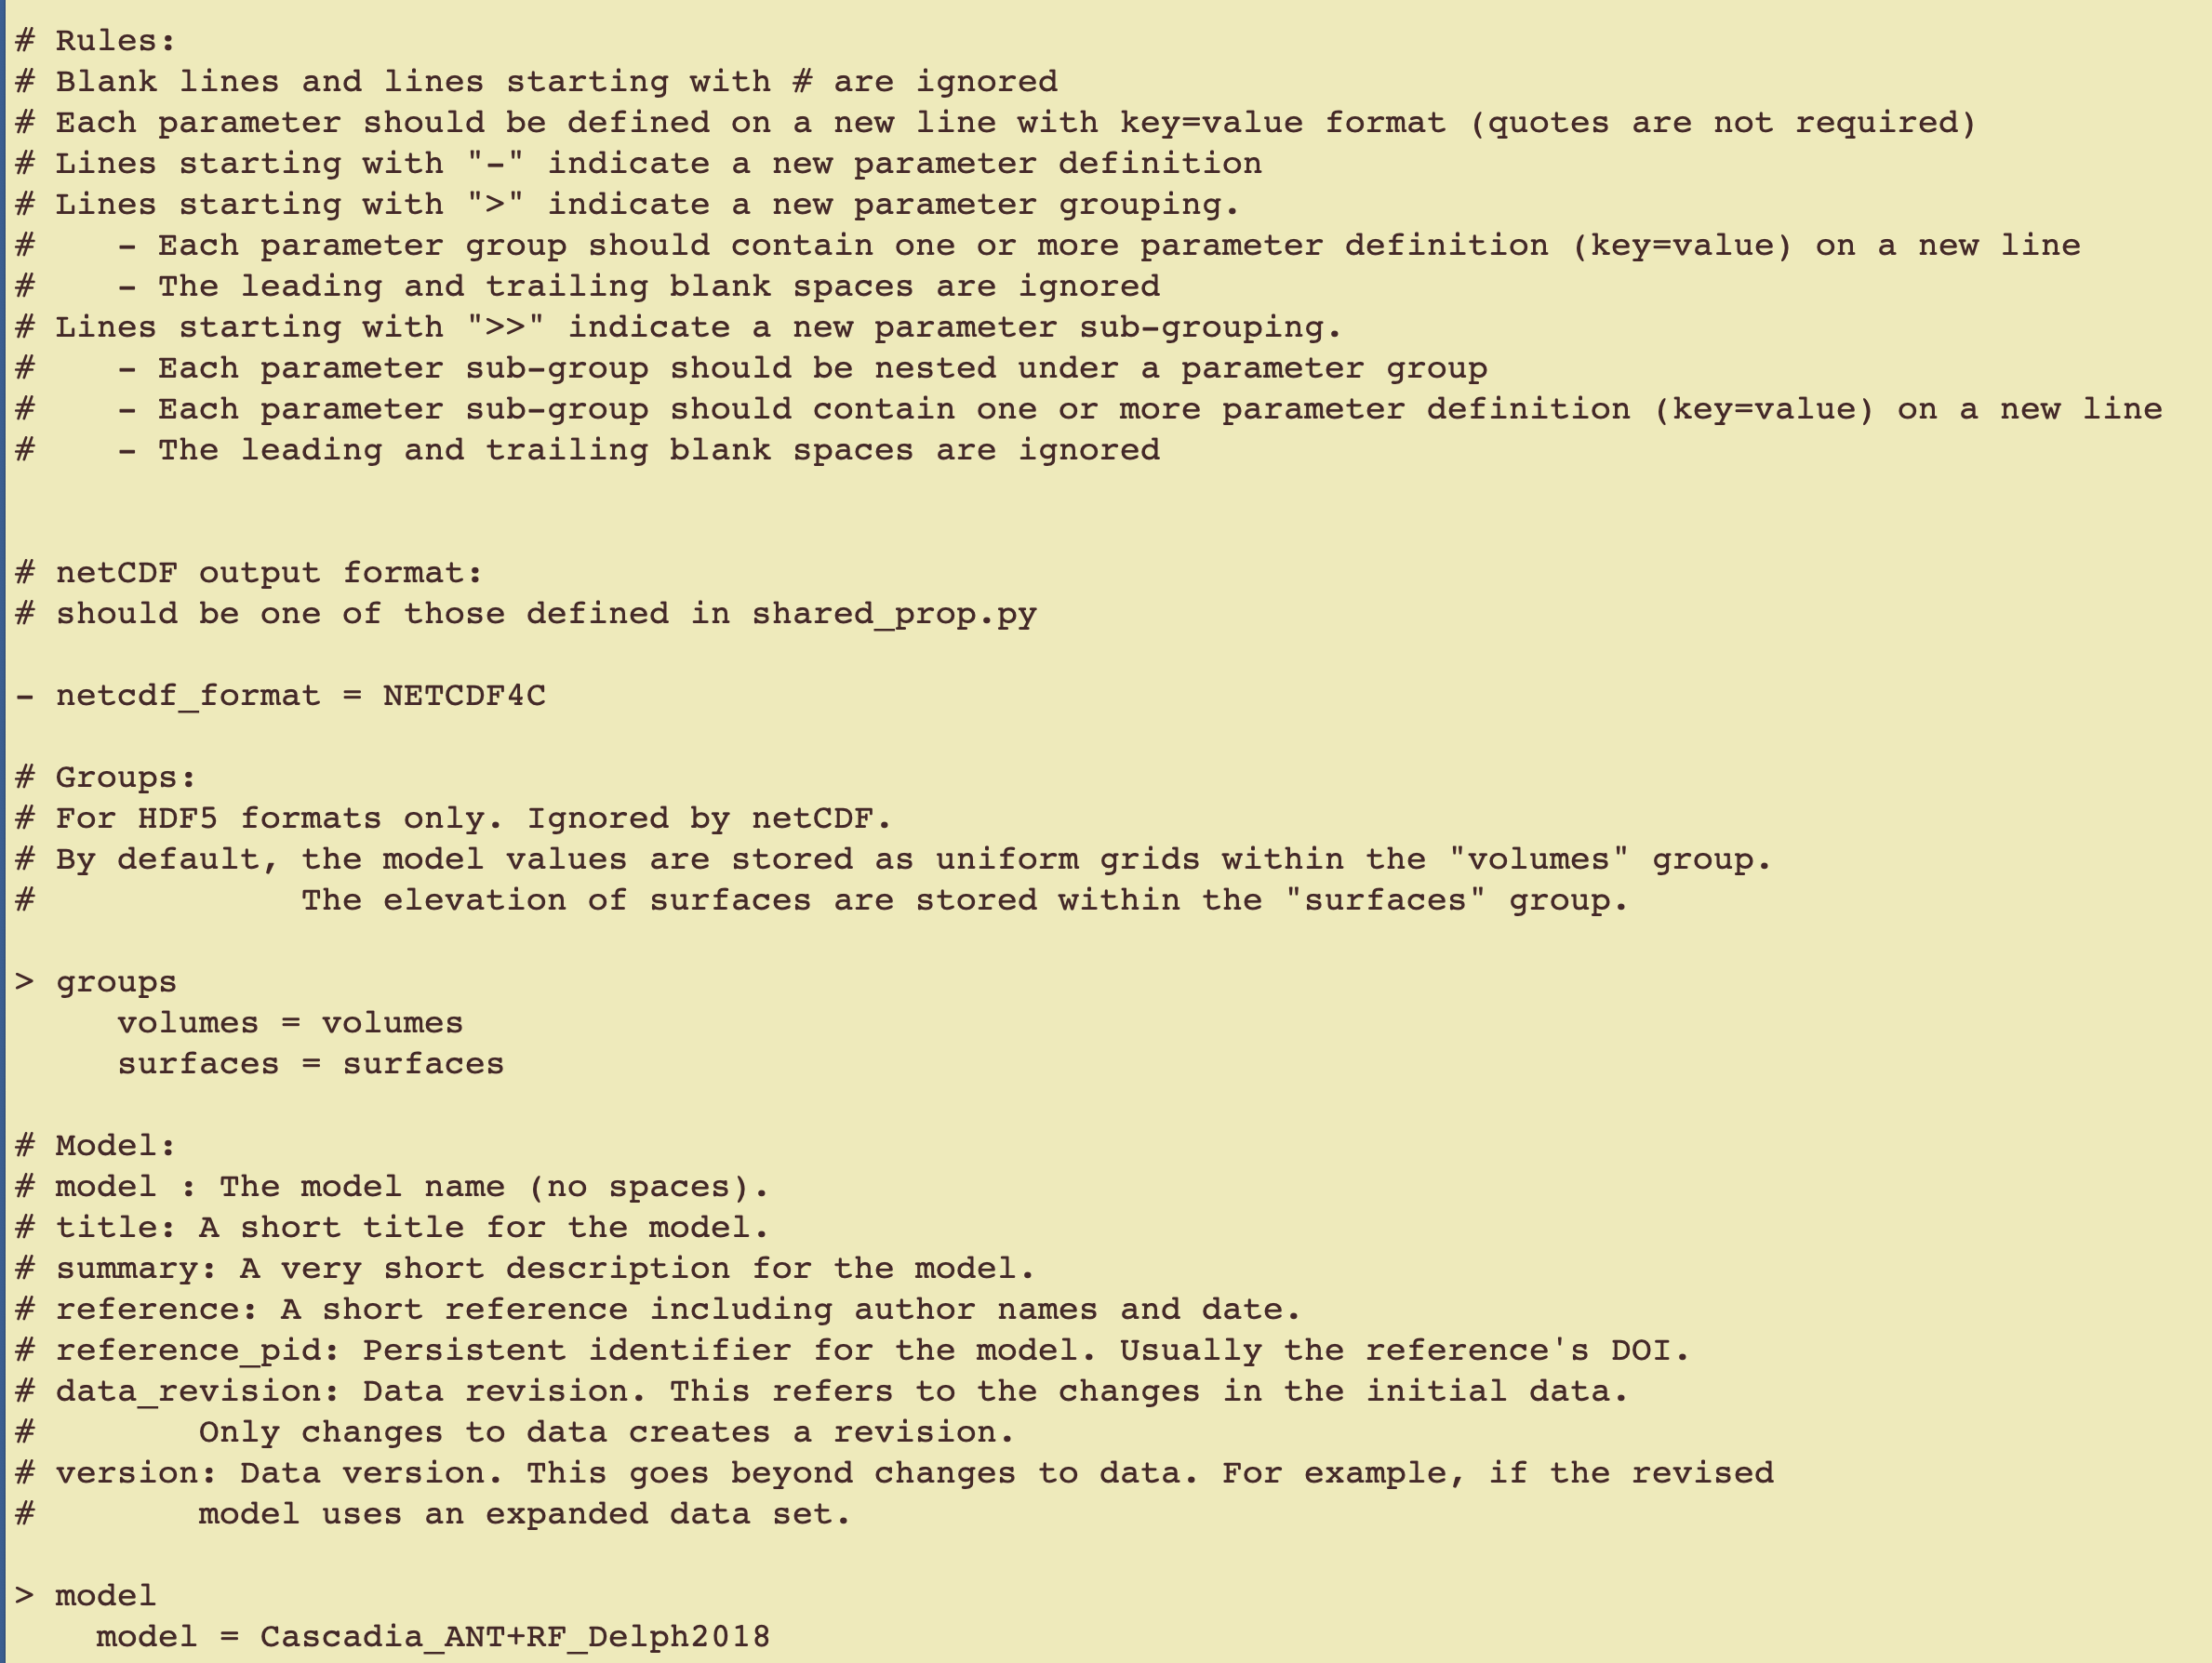 # Rules:
# Blank lines and lines starting with # are ignored
# Each parameter should be defined on a new line with key=value format (quotes are not required)
# Lines starting with "-" indicate a new parameter definition
# Lines starting with ">" indicate a new parameter grouping.
#    - Each parameter group should contain one or more parameter definition (key=value) on a new line
#    - The leading and trailing blank spaces are ignored
# Lines starting with ">>" indicate a new parameter sub-grouping.
#    - Each parameter sub-group should be nested under a parameter group
#    - Each parameter sub-group should contain one or more parameter definition (key=value) on a new line
#    - The leading and trailing blank spaces are ignored
# netCDF output format:
# should be one of those defined in shared_prop.py
- netcdf_format = NETCDF4C
# Groups:
# For HDF5 formats only. Ignored by netCDF.
# By default, the model values are stored as uniform grids within the "volumes" group.
#             The elevation of surfaces are stored within the "surfaces" group.
> groups
     volumes = volumes
     surfaces = surfaces
# Model:
# model : The model name (no spaces).
# title: A short title for the model.
# summary: A very short description for the model.
# reference: A short reference including author names and date.
# reference_pid: Persistent identifier for the model. Usually the reference's DOI.
# data_revision: Data revision. This refers to the changes in the initial data.
#        Only changes to data creates a revision.
# version: Data version. This goes beyond changes to data. For example, if the revised
#        model uses an expanded data set.
> model
    model = Cascadia_ANT+RF_Delph2018